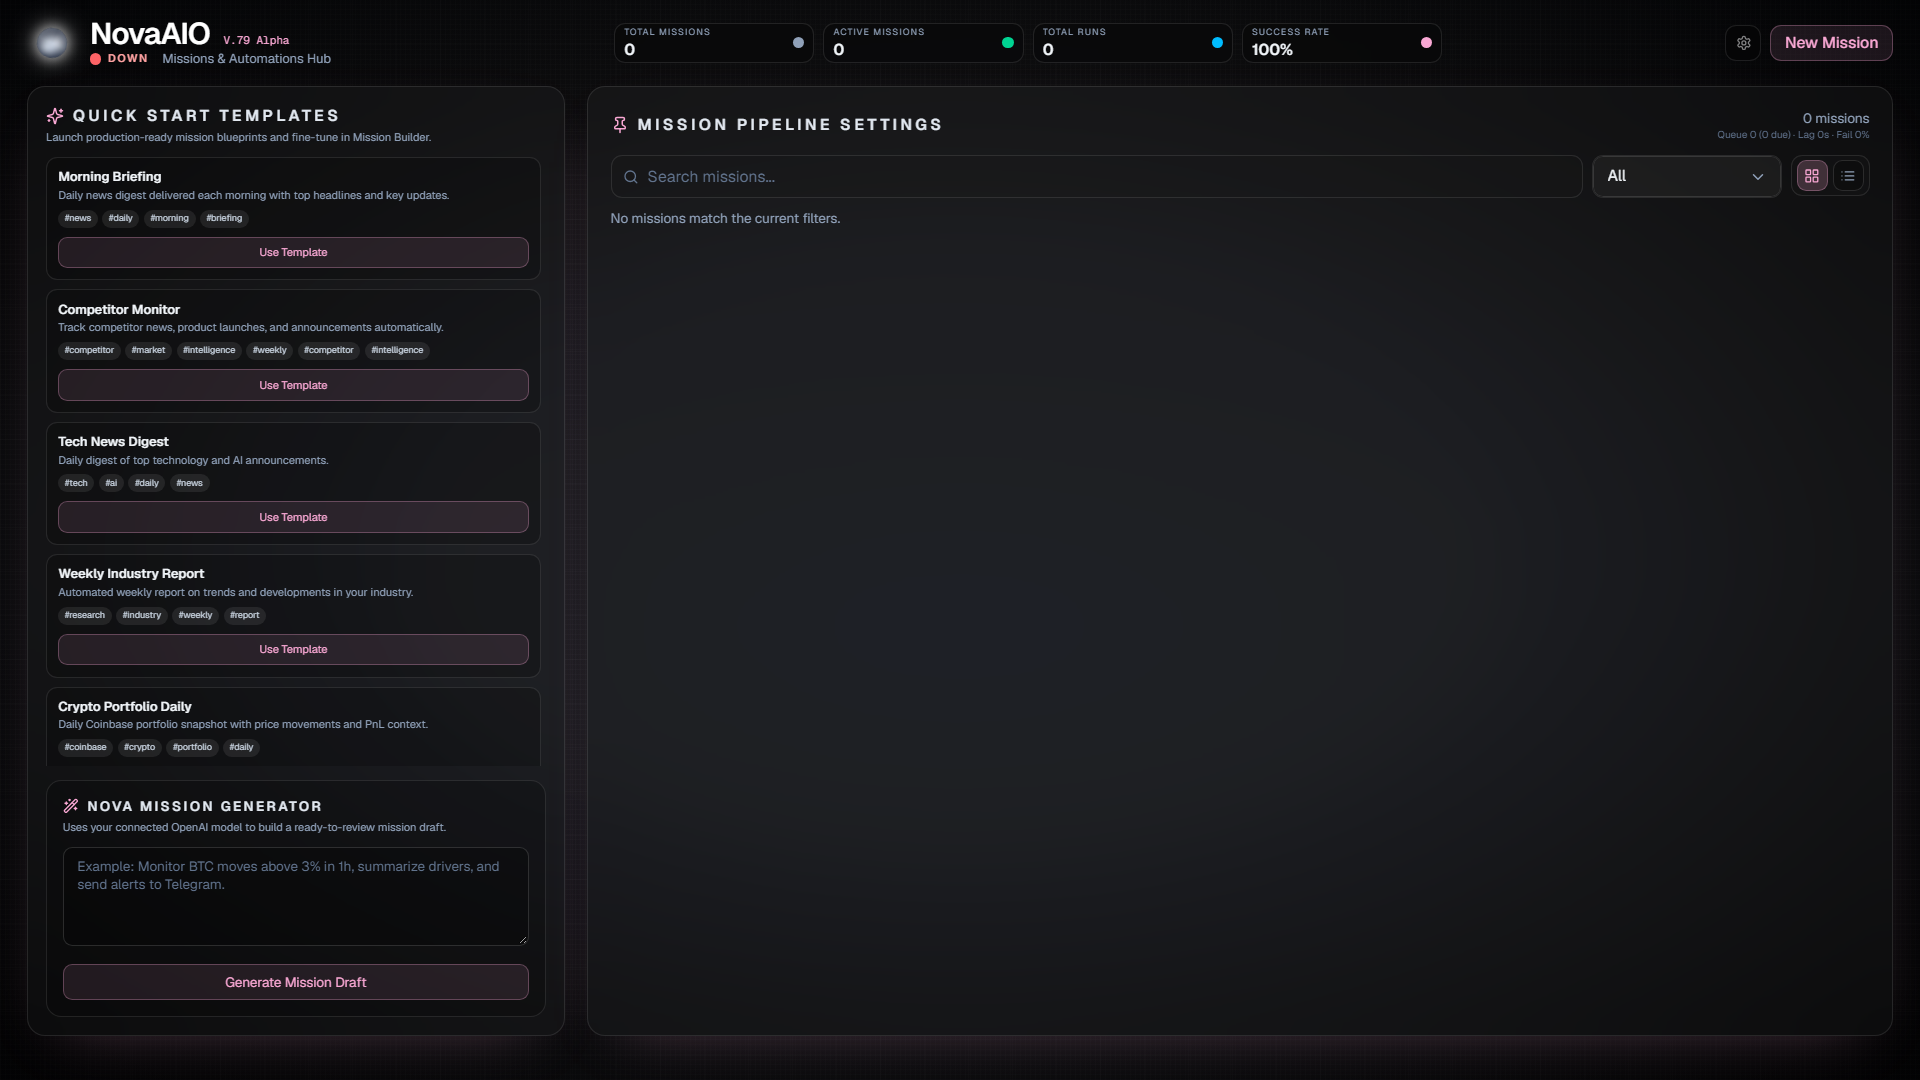 NovaAIO V.79 Alpha
DOWN Missions & Automations Hub
TOTAL MISSIONS
0
ACTIVE MISSIONS
0
TOTAL RUNS
0
SUCCESS RATE
100%
New Mission
QUICK START TEMPLATES
Launch production-ready mission blueprints and fine-tune in Mission Builder.
Morning Briefing
Daily news digest delivered each morning with top headlines and key updates.
#news #daily #morning #briefing
Use Template
Competitor Monitor
Track competitor news, product launches, and announcements automatically.
#competitor #market #intelligence #weekly #competitor #intelligence
Use Template
Tech News Digest
Daily digest of top technology and AI announcements.
#tech #ai #daily #news
Use Template
Weekly Industry Report
Automated weekly report on trends and developments in your industry.
#research #industry #weekly #report
Use Template
Crypto Portfolio Daily
Daily Coinbase portfolio snapshot with price movements and PnL context.
#coinbase #crypto #portfolio #daily
NOVA MISSION GENERATOR
Uses your connected OpenAI model to build a ready-to-review mission draft.
Example: Monitor BTC moves above 3% in 1h, summarize drivers, and
send alerts to Telegram.
Generate Mission Draft
MISSION PIPELINE SETTINGS
0 missions
Queue 0 (0 due) · Lag 0s · Fail 0%
Search missions...
All
No missions match the current filters.